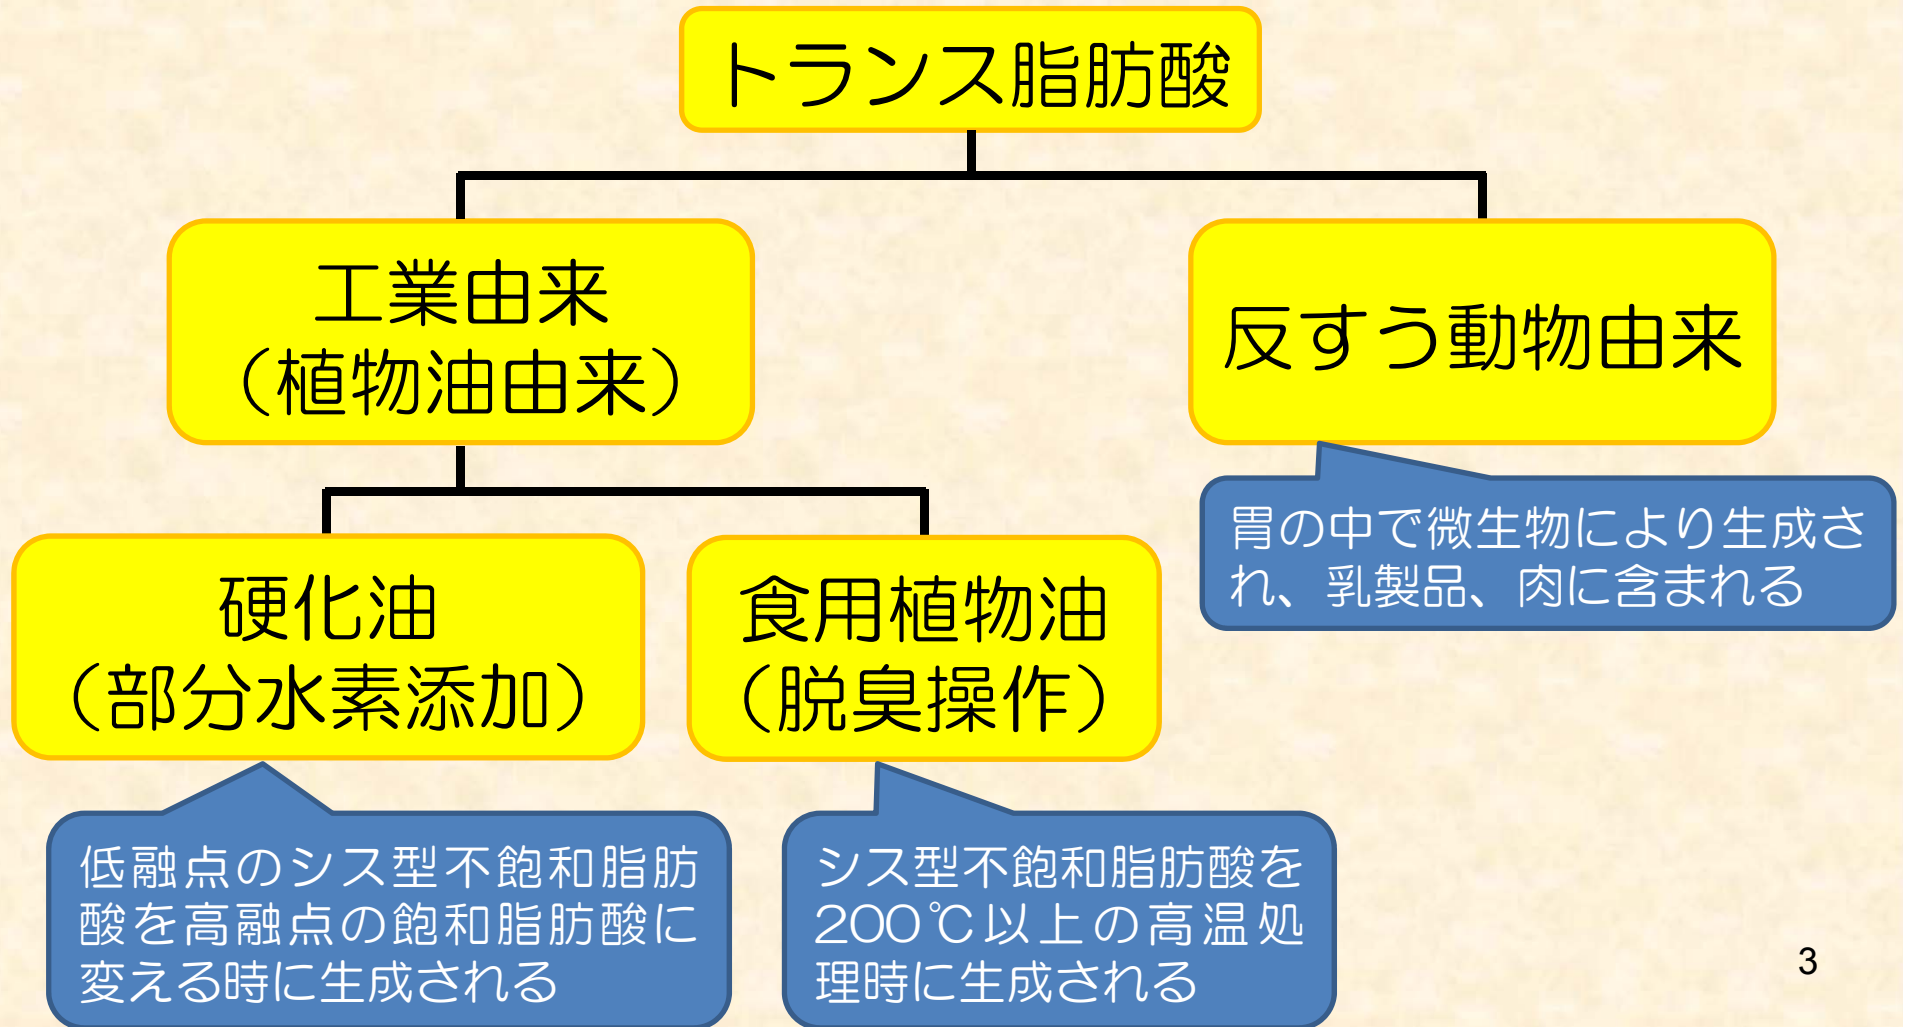 トランス脂肪酸
工業由来
（植物油由来）
反すう動物由来
胃の中で微生物により生成さ
れ、乳製品、肉に含まれる
硬化油
（部分水素添加）
食用植物油
（脱臭操作）
低融点のシス型不飽和脂肪
酸を高融点の飽和脂肪酸に
変える時に生成される
シス型不飽和脂肪酸を
200℃以上の高温処
理時に生成される
3